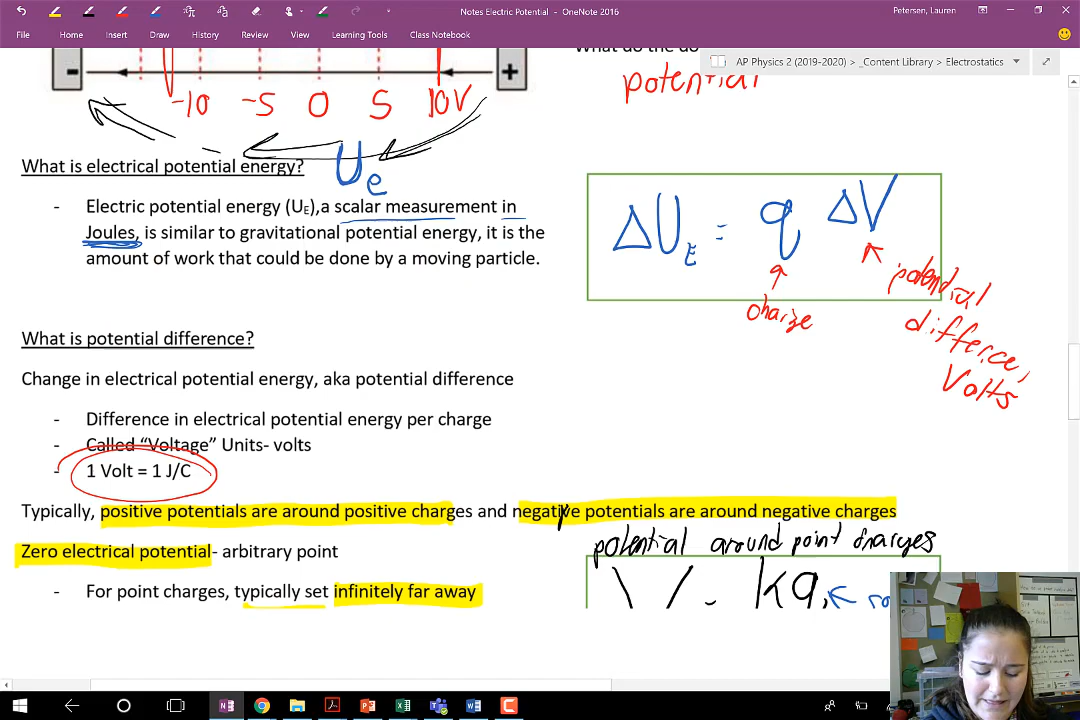 Notes Electric Potential - OneNote 2016
Petersen, Lauren
File Home Insert Draw History Review View Learning Tools Class Notebook
What do the do
AP Physics 2 (2019-2020) > _Content Library > Electrostatics
potential
- +
-10 -5 0 5 10V
What is electrical potential energy?
Ue
- Electric potential energy (UE),a scalar measurement in
Joules, is similar to gravitational potential energy, it is the
amount of work that could be done by a moving particle.
ΔUE = q ΔV
charge
potential
difference,
Volts
What is potential difference?
Change in electrical potential energy, aka potential difference
- Difference in electrical potential energy per charge
- Called “Voltage” Units- volts
- 1 Volt = 1 J/C
Typically, positive potentials are around positive charges and negative potentials are around negative charges
potential around point charges
Zero electrical potential- arbitrary point
- For point charges, typically set infinitely far away
kq